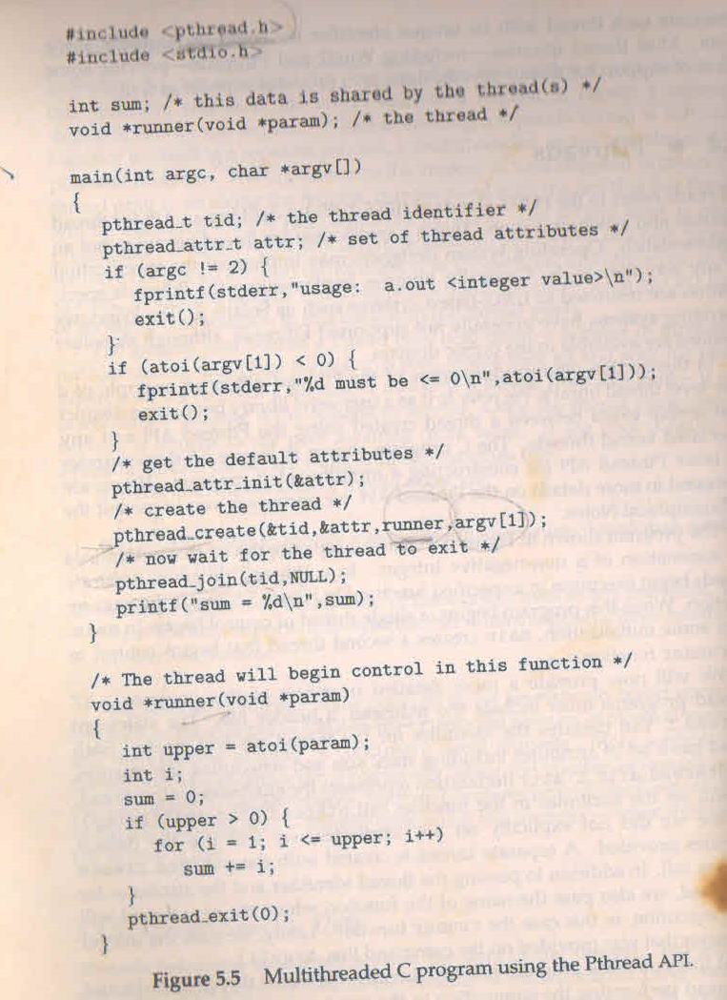 #include <pthread.h>
#include <stdio.h>
int sum; /* this data is shared by the thread(s) */
void *runner(void *param); /* the thread */
main(int argc, char *argv[])
{
pthread_t tid; /* the thread identifier */
pthread_attr_t attr; /* set of thread attributes */
if (argc != 2) {
fprintf(stderr,"usage: a.out <integer value>\n");
exit();
}
if (atoi(argv[1]) < 0) {
fprintf(stderr,"%d must be <= 0\n",atoi(argv[1]));
exit();
}
/* get the default attributes */
pthread_attr_init(&attr);
/* create the thread */
pthread_create(&tid,&attr,runner,argv[1]);
/* now wait for the thread to exit */
pthread_join(tid,NULL);
printf("sum = %d\n",sum);
}
/* The thread will begin control in this function */
void *runner(void *param)
{
int upper = atoi(param);
int i;
sum = 0;
if (upper > 0) {
for (i = 1; i <= upper; i++)
sum += i;
}
pthread_exit(0);
}
Figure 5.5 Multithreaded C program using the Pthread API.